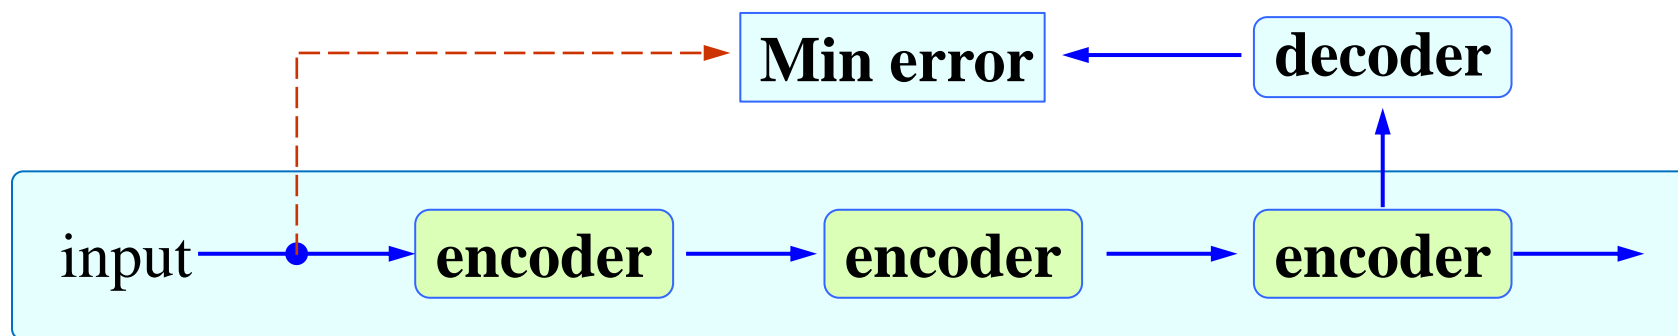 Min error
decoder
input
encoder
encoder
encoder